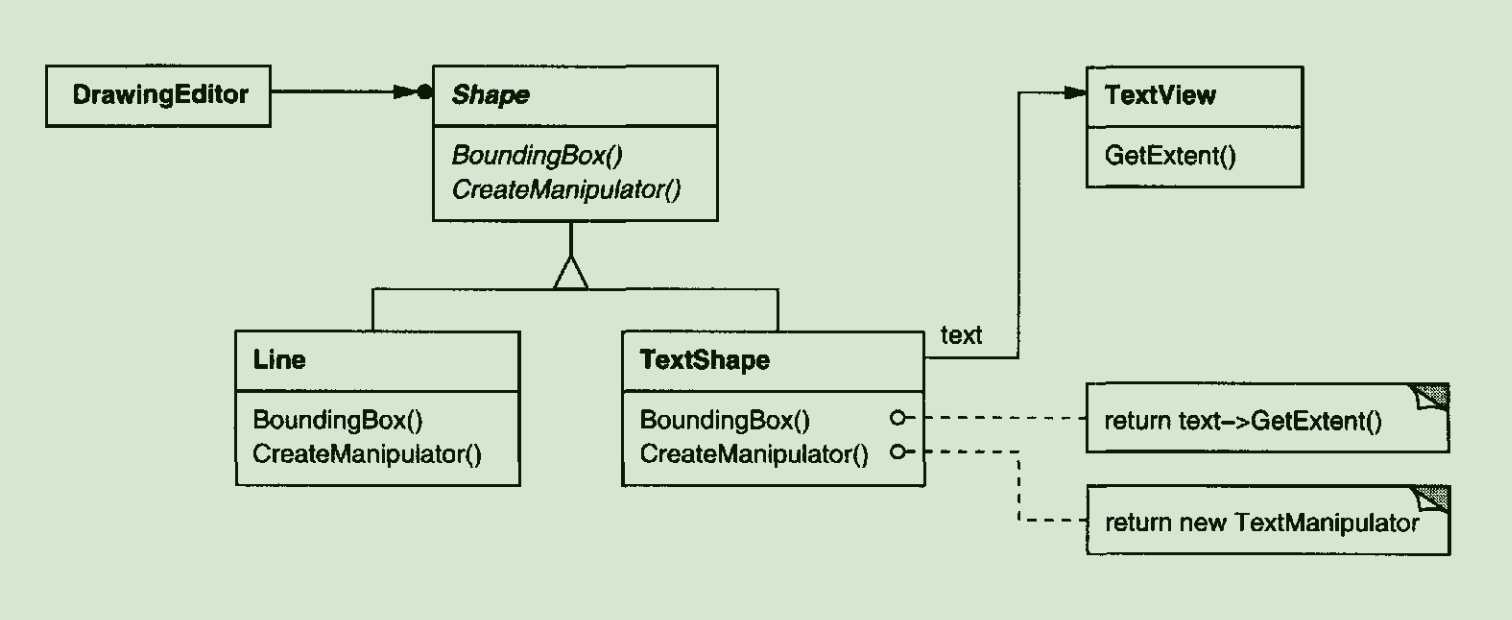 DrawingEditor
Shape
BoundingBox()
CreateManipulator()
TextView
GetExtent()
Line
BoundingBox()
CreateManipulator()
TextShape
BoundingBox()
CreateManipulator()
text
return text->GetExtent()
return new TextManipulator